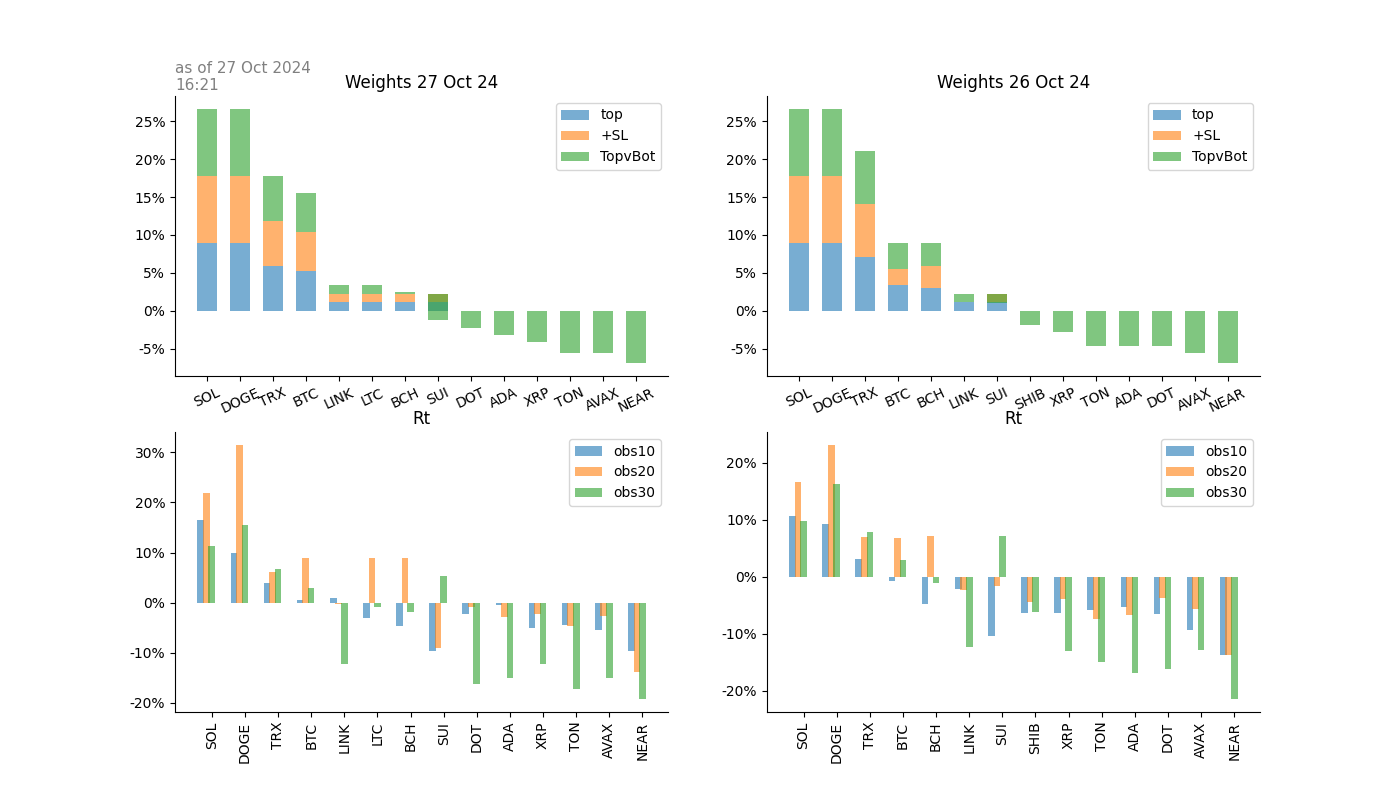 as of 27 Oct 2024
16:21
Weights 27 Oct 24
25%
20%
15%
10%
5%
0%
-5%
top
+SL
TopvBot
SOL DOGE TRX BTC LINK LTC BCH SUI DOT ADA XRP TON AVAX NEAR
Weights 26 Oct 24
25%
20%
15%
10%
5%
0%
-5%
top
+SL
TopvBot
SOL DOGE TRX BTC BCH LINK SUI SHIB XRP TON ADA DOT AVAX NEAR
Rt
30%
20%
10%
0%
-10%
-20%
obs10
obs20
obs30
SOL DOGE TRX BTC LINK LTC BCH SUI DOT ADA XRP TON AVAX NEAR
Rt
20%
10%
0%
-10%
-20%
obs10
obs20
obs30
SOL DOGE TRX BTC BCH LINK SUI SHIB XRP TON ADA DOT AVAX NEAR